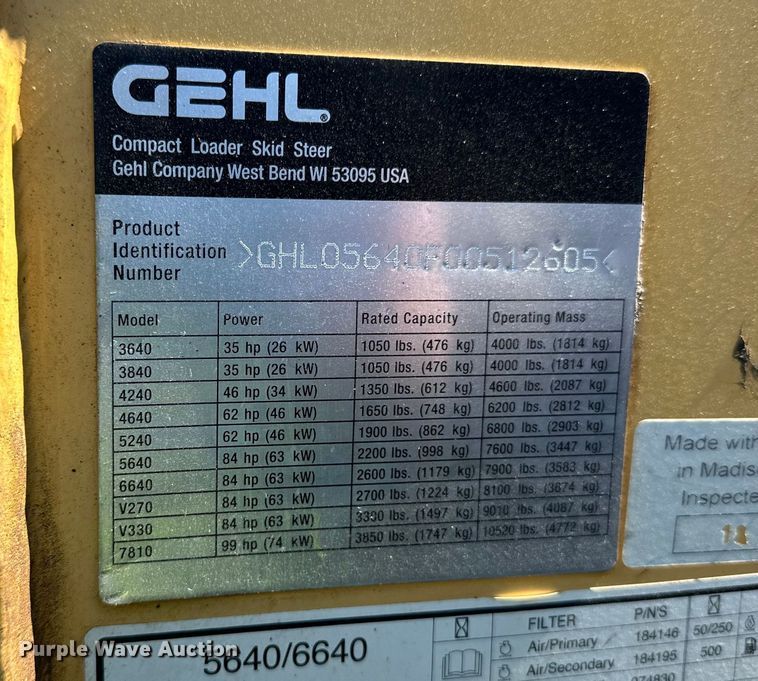 GEHL®
Compact Loader Skid Steer
Gehl Company West Bend WI 53095 USA
Product
Identification
Number
>GHL05640P00512605<
Model Power Rated Capacity Operating Mass
3640 35 hp (26 kW) 1050 lbs. (476 kg) 4000 lbs. (1814 kg)
3840 35 hp (26 kW) 1050 lbs. (476 kg) 4000 lbs. (1814 kg)
4240 46 hp (34 kW) 1350 lbs. (612 kg) 4600 lbs. (2087 kg)
4640 62 hp (46 kW) 1650 lbs. (748 kg) 6200 lbs. (2812 kg)
5240 62 hp (46 kW) 1900 lbs. (862 kg) 6800 lbs. (2903 kg)
5640 84 hp (63 kW) 2200 lbs. (998 kg) 7600 lbs. (3447 kg)
6640 84 hp (63 kW) 2600 lbs. (1179 kg) 7900 lbs. (3583 kg)
V270 84 hp (63 kW) 2700 lbs. (1224 kg) 8100 lbs. (3674 kg)
V330 84 hp (63 kW) 3300 lbs. (1497 kg) 9010 lbs. (4087 kg)
7810 99 hp (74 kW) 3850 lbs. (1747 kg) 10520 lbs. (4772 kg)
Made with
in Madis
Inspecte
5640/6640
FILTER P/N'S
Air/Primary 184146 50/250
Air/Secondary 184195 500
074830
Purple Wave Auction